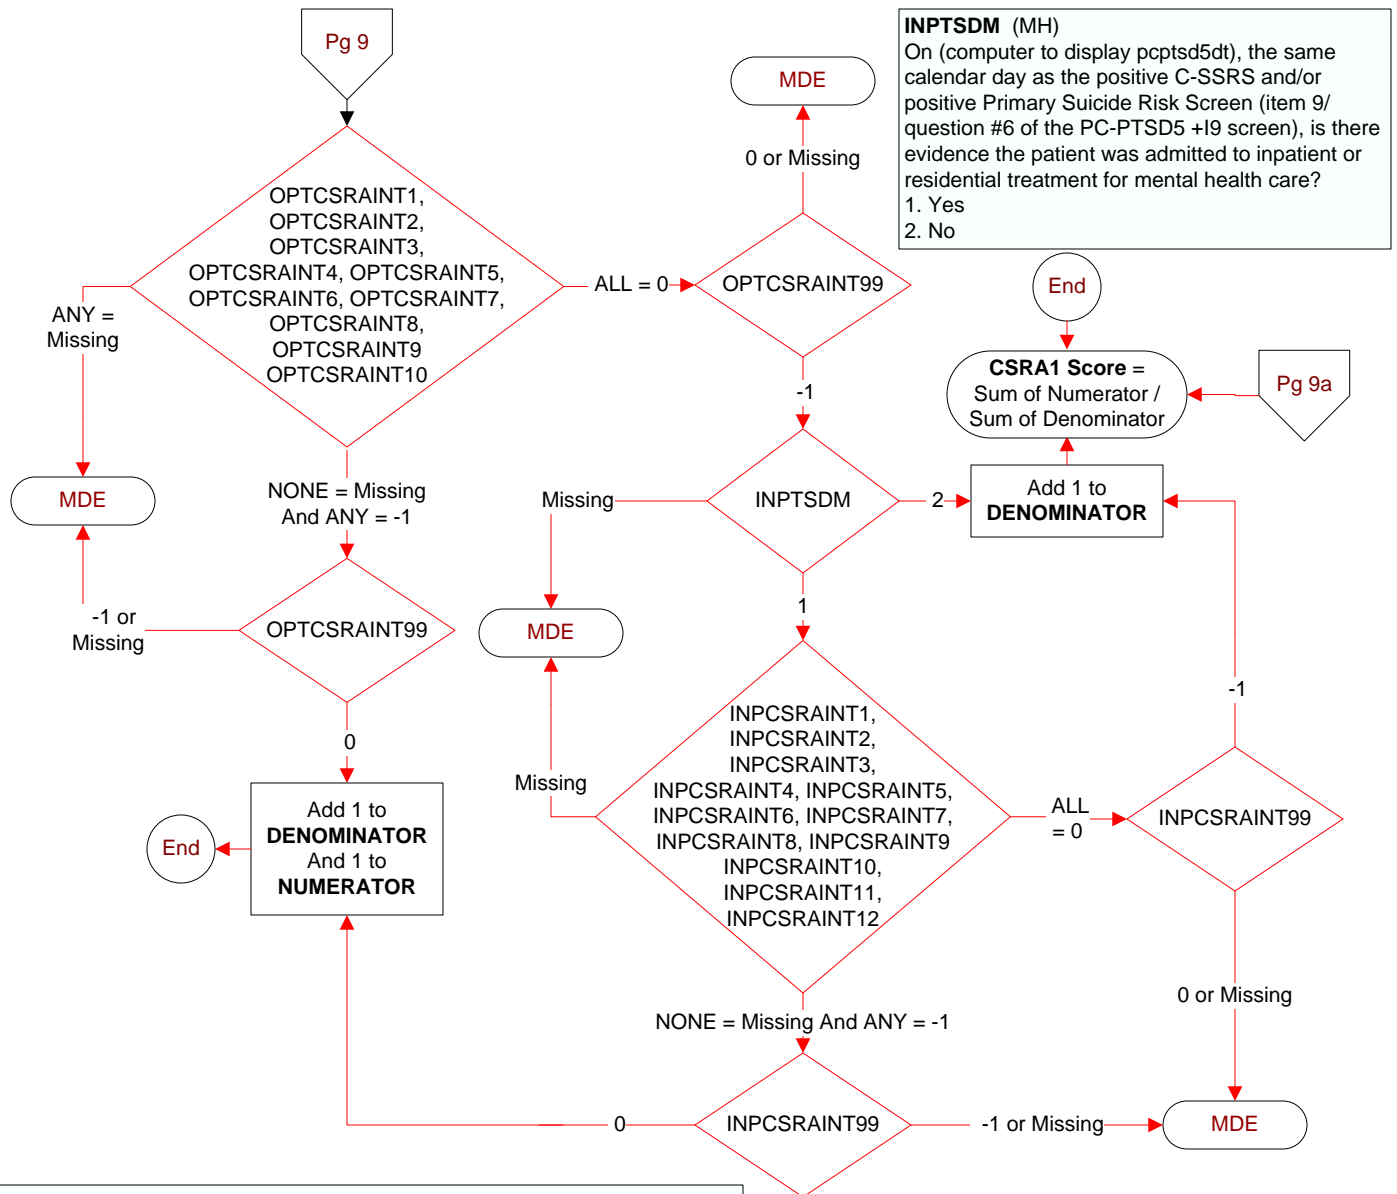 Pg 9
MDE
INPTSDM (MH)
On (computer to display pcptsd5dt), the same
calendar day as the positive C-SSRS and/or
positive Primary Suicide Risk Screen (item 9/
question #6 of the PC-PTSD5 +I9 screen), is there
evidence the patient was admitted to inpatient or
residential treatment for mental health care?
1. Yes
2. No
0 or Missing
OPTCSRAINT1,
OPTCSRAINT2,
OPTCSRAINT3,
OPTCSRAINT4, OPTCSRAINT5,
OPTCSRAINT6, OPTCSRAINT7,
OPTCSRAINT8,
OPTCSRAINT9
OPTCSRAINT10
ALL = 0
OPTCSRAINT99
End
ANY =
Missing
-1
CSRA1 Score =
Sum of Numerator /
Sum of Denominator
Pg 9a
MDE
NONE = Missing
And ANY = -1
Missing
INPTSDM
2
Add 1 to
DENOMINATOR
-1 or
Missing
OPTCSRAINT99
MDE
1
-1
0
INPCSRAINT1,
INPCSRAINT2,
INPCSRAINT3,
INPCSRAINT4, INPCSRAINT5,
INPCSRAINT6, INPCSRAINT7,
INPCSRAINT8, INPCSRAINT9
INPCSRAINT10,
INPCSRAINT11,
INPCSRAINT12
Missing
ALL
= 0
INPCSRAINT99
End
Add 1 to
DENOMINATOR
And 1 to
NUMERATOR
0 or Missing
NONE = Missing And ANY = -1
0
INPCSRAINT99
-1 or Missing
MDE